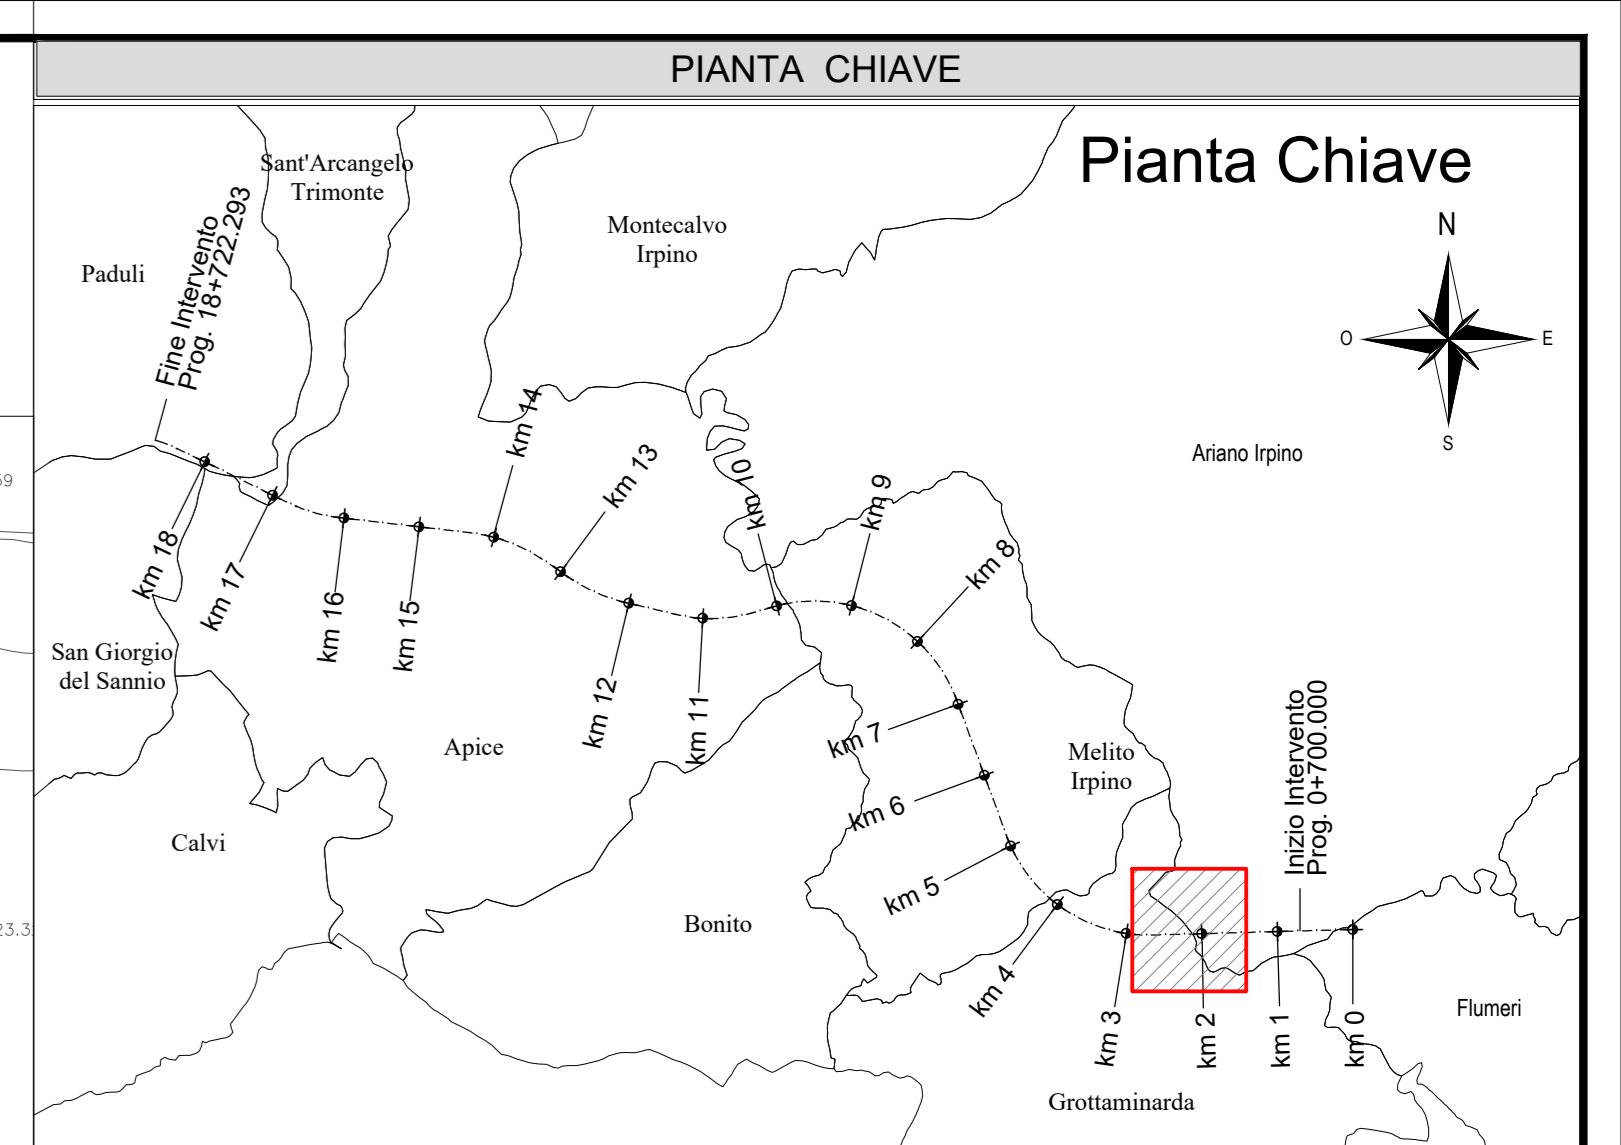 PIANTA CHIAVE
Pianta Chiave
Sant'Arcangelo
Trimonte
Montecalvo
Irpino
Paduli
Fine Intervento
Prog. 18+722.293
N
O
E
S
Ariano Irpino
km 14
km 13
km 10
km 9
km 8
km 18
km 17
km 16
km 15
km 12
km 11
km 7
km 6
km 5
km 4
km 3
km 2
km 1
km 0
San Giorgio
del Sannio
Apice
Melito
Irpino
Inizio Intervento
Prog. 0+700.000
Calvi
Bonito
Flumeri
Grottaminarda